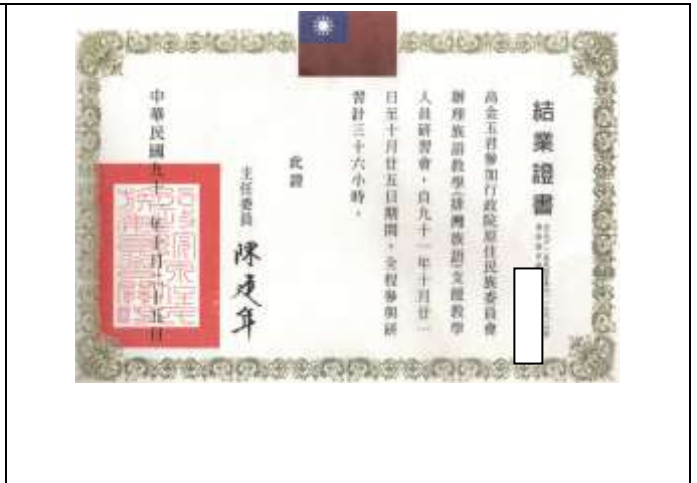 結業證書
高金玉君參加行政院原住民族委員會
辦理族語教學(排灣族語)支援教學
人員研習會,自九十一年十月廿一
日至十月廿五日期間,全程參與研
習計三十六小時。
此證
主任委員 陳建年
中華民國九十一年十月二十五日